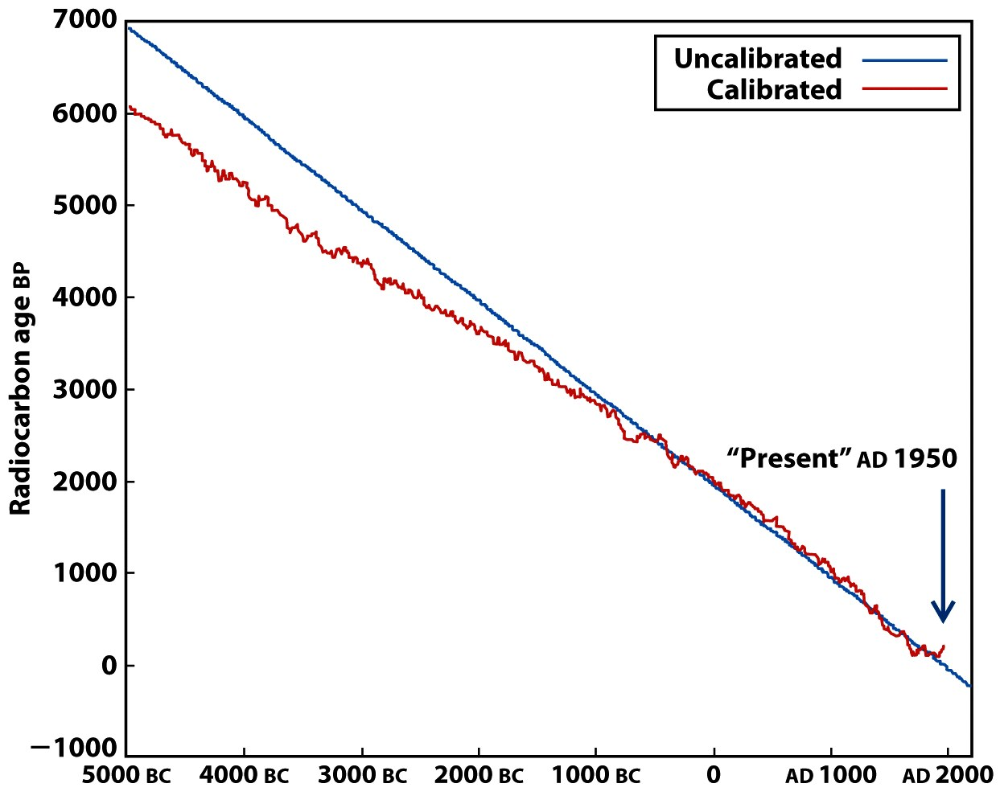 7000
6000
5000
4000
3000
2000
1000
0
−1000
Radiocarbon age BP
Uncalibrated
Calibrated
“Present” AD 1950
5000 BC 4000 BC 3000 BC 2000 BC 1000 BC 0 AD 1000 AD 2000